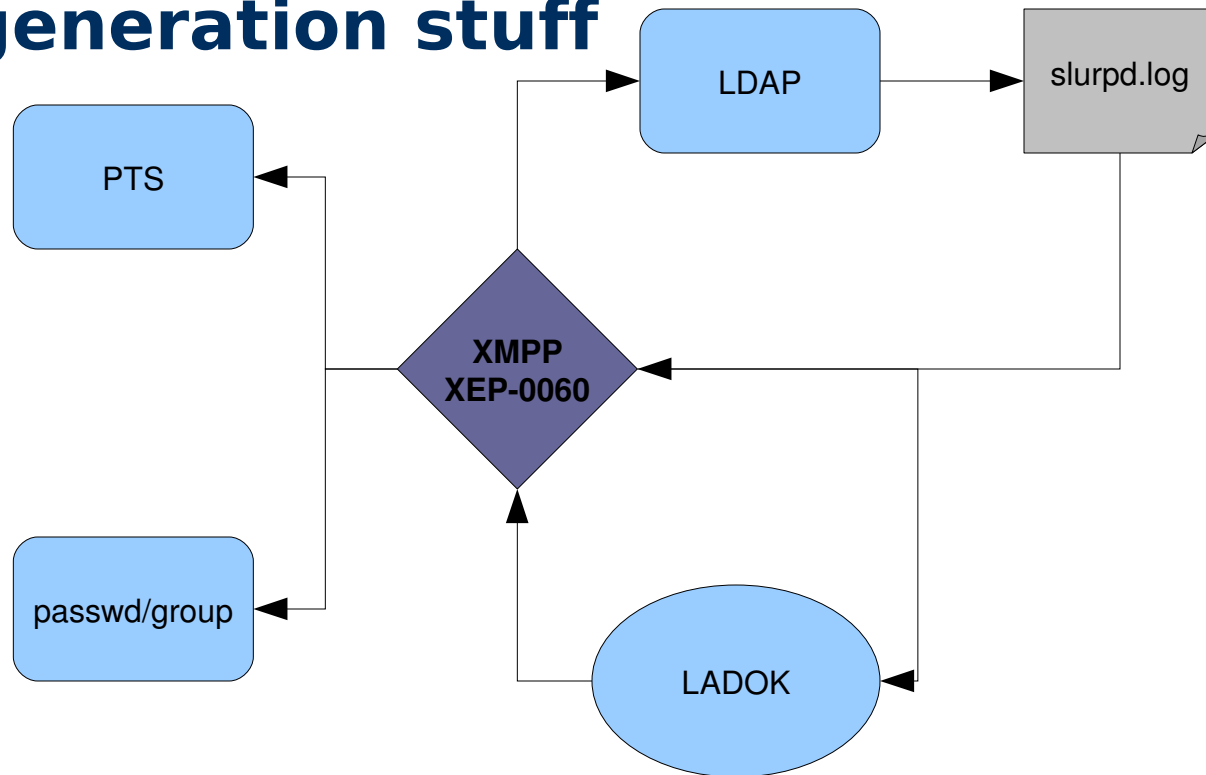 generation stuff
LDAP
slurpd.log
PTS
XMPP
XEP-0060
passwd/group
LADOK